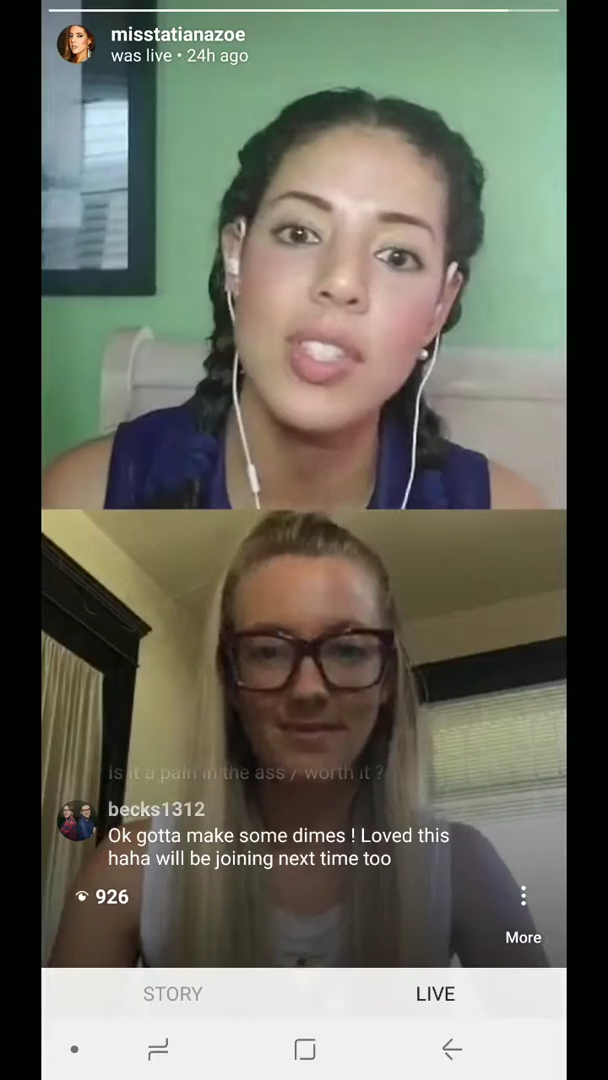 misstatianazoe
was live • 24h ago
Is it a pain in the ass / worth it ?
becks1312
Ok gotta make some dimes ! Loved this
haha will be joining next time too
926
More
STORY
LIVE